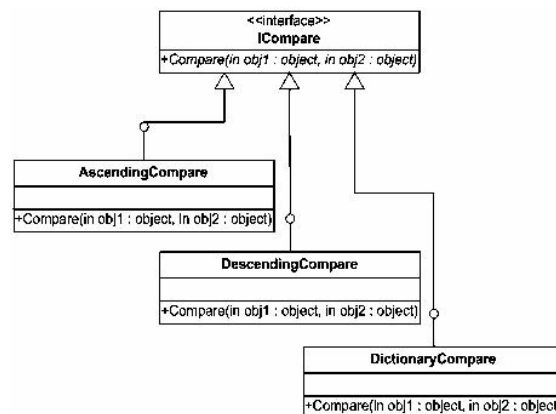 <<interface>>
ICompare
+Compare(in obj1 : object, in obj2 : object)
AscendingCompare
+Compare(in obj1 : object, in obj2 : object)
DescendingCompare
+Compare(in obj1 : object, in obj2 : object)
DictionaryCompare
+Compare(in obj1 : object, in obj2 : object)